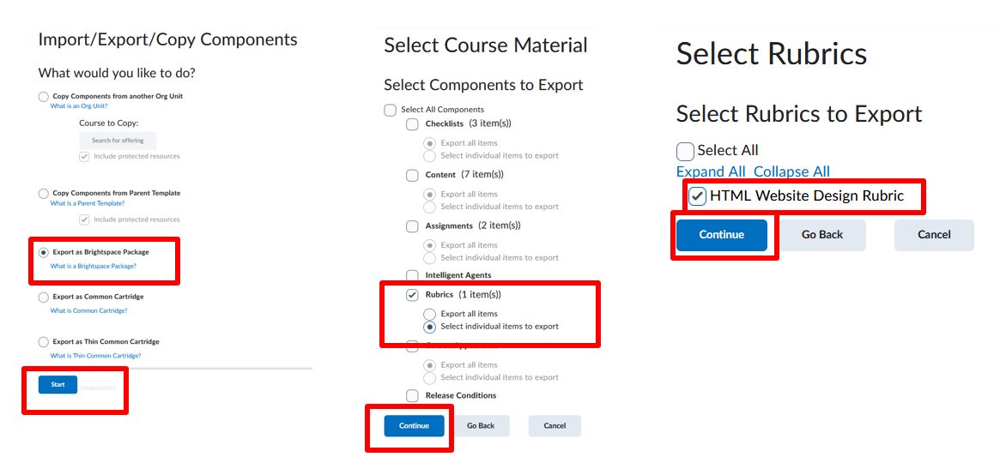 Import/Export/Copy Components
What would you like to do?
Copy Components from another Org Unit
What is an Org Unit?
Course to Copy:
Search for offering
Include protected resources
Copy Components from Parent Template
What is a Parent Template?
Include protected resources
Export as Brightspace Package
What is a Brightspace Package?
Export as Common Cartridge
What is Common Cartridge?
Export as Thin Common Cartridge
What is Thin Common Cartridge?
Start
Components
Select Course Material
Select Components to Export
Select All Components
Checklists (3 item(s))
Export all items
Select individual items to export
Content (7 item(s))
Export all items
Select individual items to export
Assignments (2 item(s))
Export all items
Select individual items to export
Intelligent Agents
Rubrics (1 item(s))
Export all items
Select individual items to export
Export all items
Select individual items to export
Release Conditions
Continue Go Back Cancel
Select Rubrics
Select Rubrics to Export
Select All
Expand All Collapse All
HTML Website Design Rubric
Continue Go Back Cancel